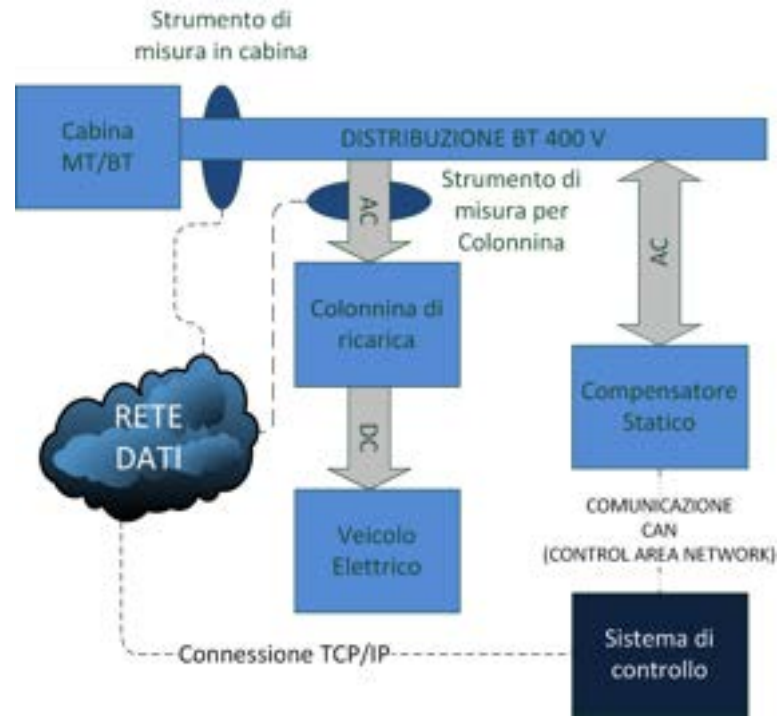 Strumento di
misura in cabina
Cabina
MT/BT
DISTRIBUZIONE BT 400 V
AC
Strumento di
misura per
Colonnina
AC
Colonnina di
ricarica
Compensatore
Statico
RETE
DATI
DC
COMUNICAZIONE
CAN
(CONTROL AREA NETWORK)
Veicolo
Elettrico
Sistema di
controllo
Connessione TCP/IP